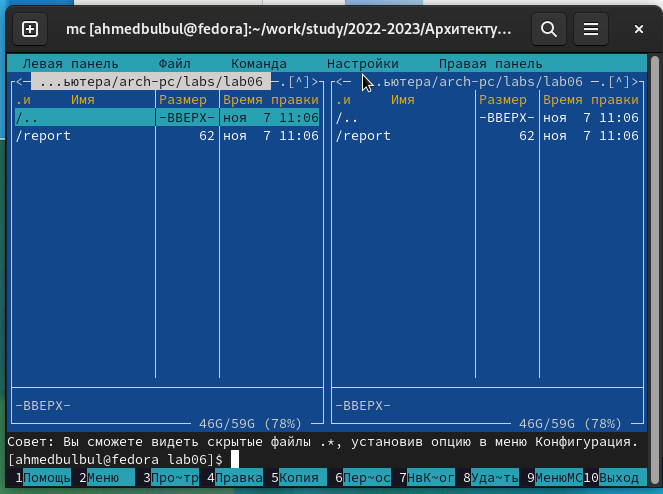 mc [ahmedbulbul@fedora]:~/work/study/2022-2023/Архитекту…
Левая панель Файл Команда Настройки Правая панель
<— ...ьютера/arch-pc/labs/lab06 —.[^]> <— ...ьютера/arch-pc/labs/lab06 —.[^]>
.и Имя Размер Время правки .и Имя Размер Время правки
/.. -ВВЕРХ- ноя 7 11:06 /.. -ВВЕРХ- ноя 7 11:06
/report 62 ноя 7 11:06 /report 62 ноя 7 11:06
-ВВЕРХ- -ВВЕРХ-
46G/59G (78%) 46G/59G (78%)
Совет: Вы сможете видеть скрытые файлы .*, установив опцию в меню Конфигурация.
[ahmedbulbul@fedora lab06]$
1Помощь 2Меню 3Про~тр 4Правка 5Копия 6Пер~ос 7НвК~ог 8Уда~ть 9МенюMC 10Выход